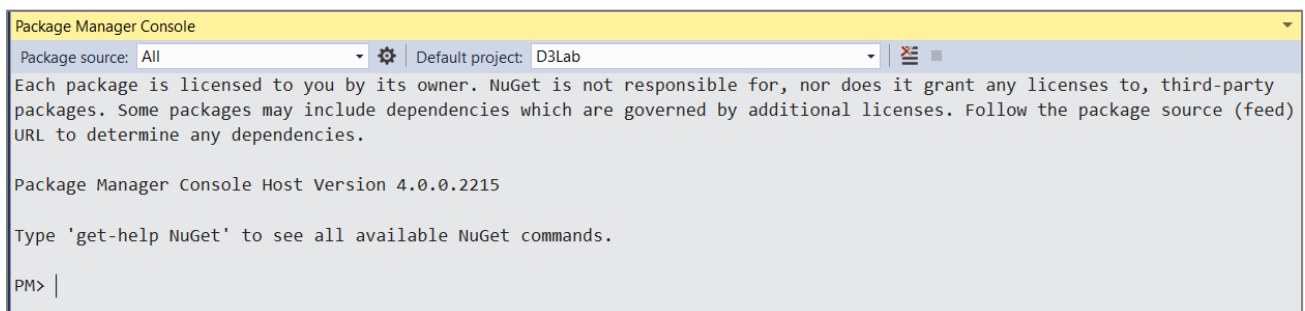 Package Manager Console
Package source: All Default project: D3Lab
Each package is licensed to you by its owner. NuGet is not responsible for, nor does it grant any licenses to, third-party
packages. Some packages may include dependencies which are governed by additional licenses. Follow the package source (feed)
URL to determine any dependencies.
Package Manager Console Host Version 4.0.0.2215
Type 'get-help NuGet' to see all available NuGet commands.
PM>